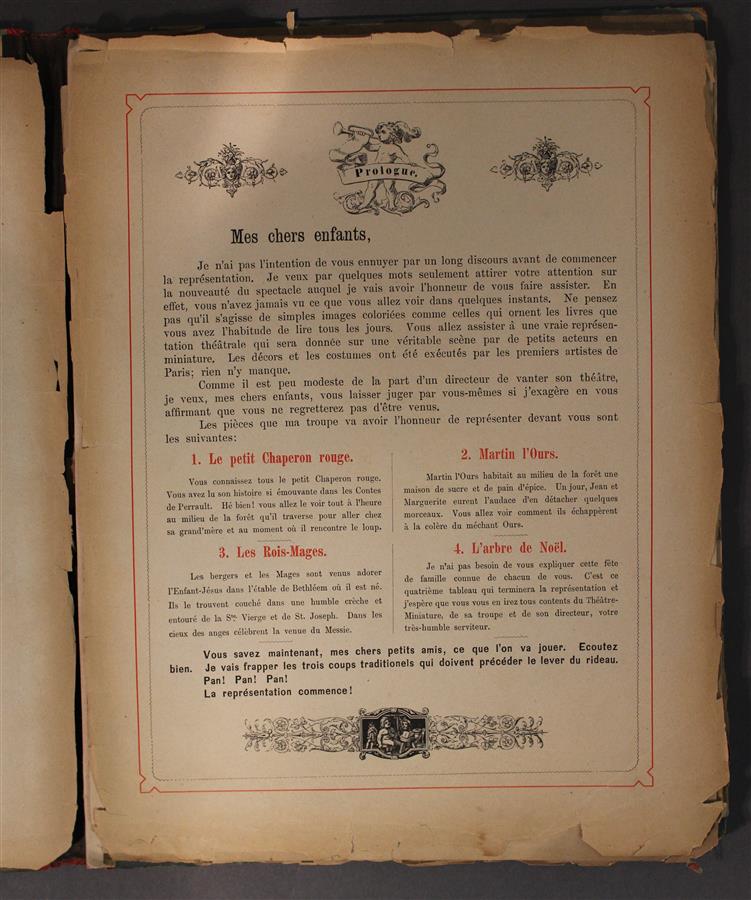 Prologue.
Mes chers enfants,
Je n'ai pas l'intention de vous ennuyer par un long discours avant de commencer
la représentation. Je veux par quelques mots seulement attirer votre attention sur
la nouveauté du spectacle auquel je vais avoir l'honneur de vous faire assister. En
effet, vous n'avez jamais vu ce que vous allez voir dans quelques instants. Ne pensez
pas qu'il s'agisse de simples images coloriées comme celles qui ornent les livres que
vous avez l'habitude de lire tous les jours. Vous allez assister à une vraie représen-
tation théâtrale qui sera donnée sur une véritable scène par de petits acteurs en
miniature. Les décors et les costumes ont été exécutés par les premiers artistes de
Paris; rien n'y manque.
Comme il est peu modeste de la part d'un directeur de vanter son théâtre,
je veux, mes chers enfants, vous laisser juger par vous-mêmes si j'exagère en vous
affirmant que vous ne regretterez pas d'être venus.
Les pièces que ma troupe va avoir l'honneur de représenter devant vous sont
les suivantes:
1. Le petit Chaperon rouge.
Vous connaissez tous le petit Chaperon rouge.
Vous avez lu son histoire si émouvante dans les Contes
de Perrault. Hé bien! vous allez le voir tout à l'heure
au milieu de la forêt qu'il traverse pour aller chez
sa grand'mère et au moment où il rencontre le loup.
2. Martin l'Ours.
Martin l'Ours habitait au milieu de la forêt une
maison de sucre et de pain d'épice. Un jour, Jean et
Marguerite eurent l'audace d'en détacher quelques
morceaux. Vous allez voir comment ils échappèrent
à la colère du méchant Ours.
3. Les Rois-Mages.
Les bergers et les Mages sont venus adorer
l'Enfant-Jésus dans l'étable de Bethléem où il est né.
Ils le trouvent couché dans une humble crèche et
entouré de la Ste. Vierge et de St. Joseph. Dans les
cieux des anges célèbrent la venue du Messie.
4. L'arbre de Noël.
Je n'ai pas besoin de vous expliquer cette fête
de famille connue de chacun de vous. C'est ce
quatrième tableau qui terminera la représentation et
j'espère que vous vous en irez tous contents du Théâtre-
Miniature, de sa troupe et de son directeur, votre
très-humble serviteur.
Vous savez maintenant, mes chers petits amis, ce que l'on va jouer. Ecoutez
bien. Je vais frapper les trois coups traditionels qui doivent précéder le lever du rideau.
Pan! Pan! Pan!
La représentation commence!